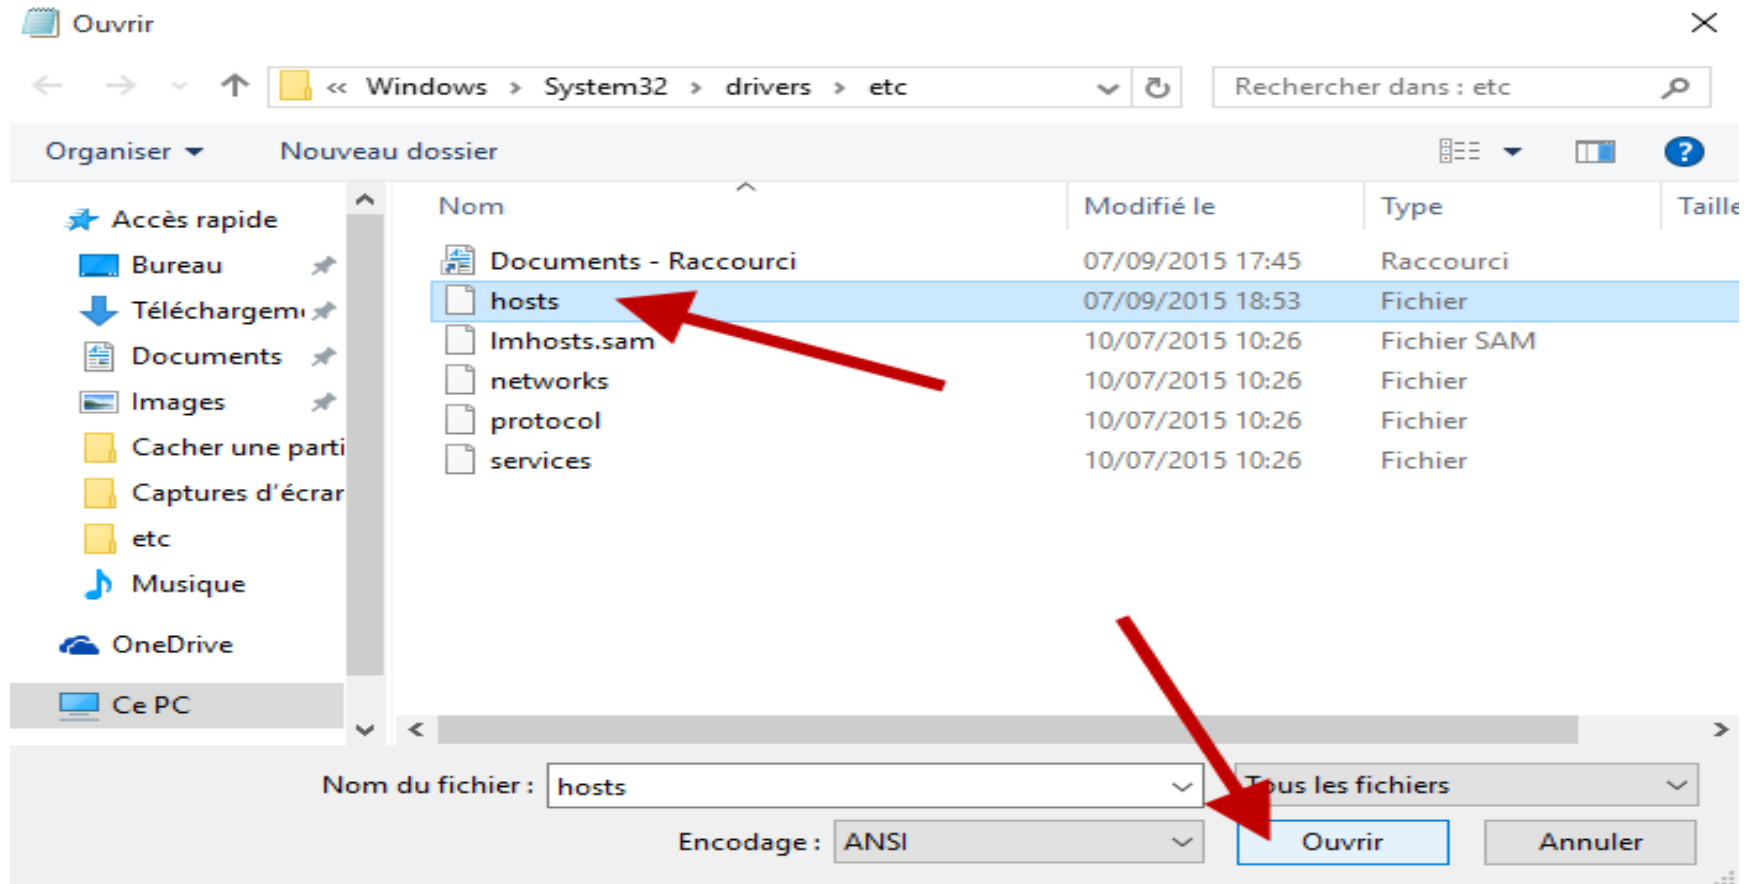 Ouvrir
« Windows > System32 > drivers > etc
Rechercher dans : etc
Organiser
Nouveau dossier
?
Nom
Modifié le
Type
Taille
Accès rapide
Bureau
Téléchargem
Documents
Images
Cacher une parti
Captures d'écrar
etc
Musique
OneDrive
Ce PC
Documents - Raccourci 07/09/2015 17:45 Raccourci
hosts 07/09/2015 18:53 Fichier
lmhosts.sam 10/07/2015 10:26 Fichier SAM
networks 10/07/2015 10:26 Fichier
protocol 10/07/2015 10:26 Fichier
services 10/07/2015 10:26 Fichier
Nom du fichier : hosts
Tous les fichiers
Encodage : ANSI
Ouvrir
Annuler